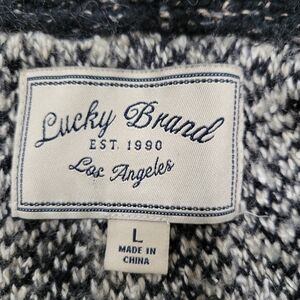 Lucky Brand
EST. 1990
Los Angeles
L
MADE IN
CHINA